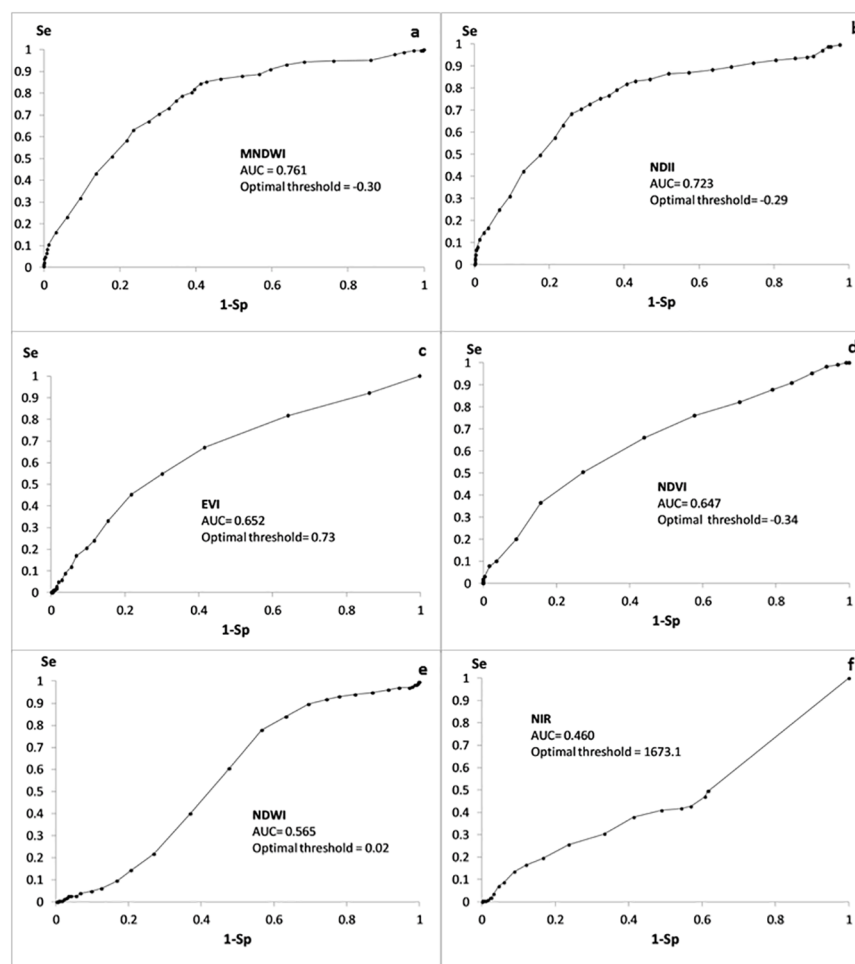 Se
a
1
0.9
0.8
0.7
0.6
0.5
0.4
0.3
0.2
0.1
0
MNDWI
AUC = 0.761
Optimal threshold = -0.30
0 0.2 0.4 0.6 0.8 1
1-Sp
Se
b
1
0.9
0.8
0.7
0.6
0.5
0.4
0.3
0.2
0.1
0
NDII
AUC= 0.723
Optimal threshold= -0.29
0 0.2 0.4 0.6 0.8 1
1-Sp
Se
c
1
0.9
0.8
0.7
0.6
0.5
0.4
0.3
0.2
0.1
0
EVI
AUC= 0.652
Optimal threshold= 0.73
0 0.2 0.4 0.6 0.8 1
1-Sp
Se
d
1
0.9
0.8
0.7
0.6
0.5
0.4
0.3
0.2
0.1
0
NDVI
AUC= 0.647
Optimal threshold= -0.34
0 0.2 0.4 0.6 0.8 1
1-Sp
Se
e
1
0.9
0.8
0.7
0.6
0.5
0.4
0.3
0.2
0.1
0
NDWI
AUC= 0.565
Optimal threshold = 0.02
0 0.2 0.4 0.6 0.8 1
1-Sp
Se
f
1
0.9
0.8
0.7
0.6
0.5
0.4
0.3
0.2
0.1
0
NIR
AUC= 0.460
Optimal threshold = 1673.1
0 0.2 0.4 0.6 0.8 1
1-Sp